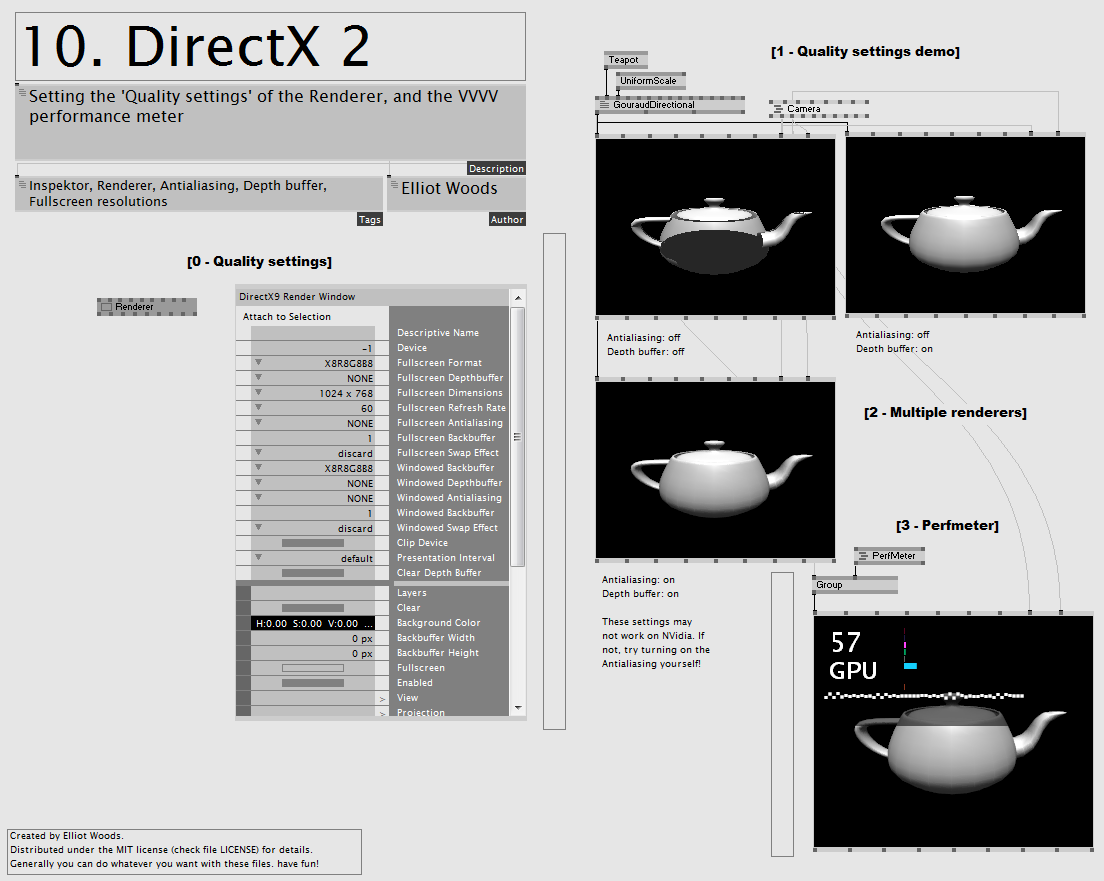 10. DirectX 2
Setting the 'Quality settings' of the Renderer, and the VVVV
performance meter
Description
Inspektor, Renderer, Antialiasing, Depth buffer,
Fullscreen resolutions
Tags
Elliot Woods
Author
[0 - Quality settings]
Renderer
DirectX9 Render Window
Attach to Selection
Descriptive Name
-1 Device
X8R8G8B8 Fullscreen Format
NONE Fullscreen Depthbuffer
1024 x 768 Fullscreen Dimensions
60 Fullscreen Refresh Rate
NONE Fullscreen Antialiasing
1 Fullscreen Backbuffer
discard Fullscreen Swap Effect
X8R8G8B8 Windowed Backbuffer
NONE Windowed Depthbuffer
NONE Windowed Antialiasing
1 Windowed Backbuffer
discard Windowed Swap Effect
Clip Device
default Presentation Interval
Clear Depth Buffer
Layers
Clear
H:0.00 S:0.00 V:0.00 ... Background Color
0 px Backbuffer Width
0 px Backbuffer Height
Fullscreen
Enabled
> View
> Projection
Created by Elliot Woods.
Distributed under the MIT license (check file LICENSE) for details.
Generally you can do whatever you want with these files. have fun!
[1 - Quality settings demo]
Teapot
UniformScale
GouraudDirectional
Camera
Antialiasing: off
Depth buffer: off
Antialiasing: off
Depth buffer: on
[2 - Multiple renderers]
Antialiasing: on
Depth buffer: on
These settings may
not work on NVidia. If
not, try turning on the
Antialiasing yourself!
[3 - Perfmeter]
PerfMeter
Group
57
GPU